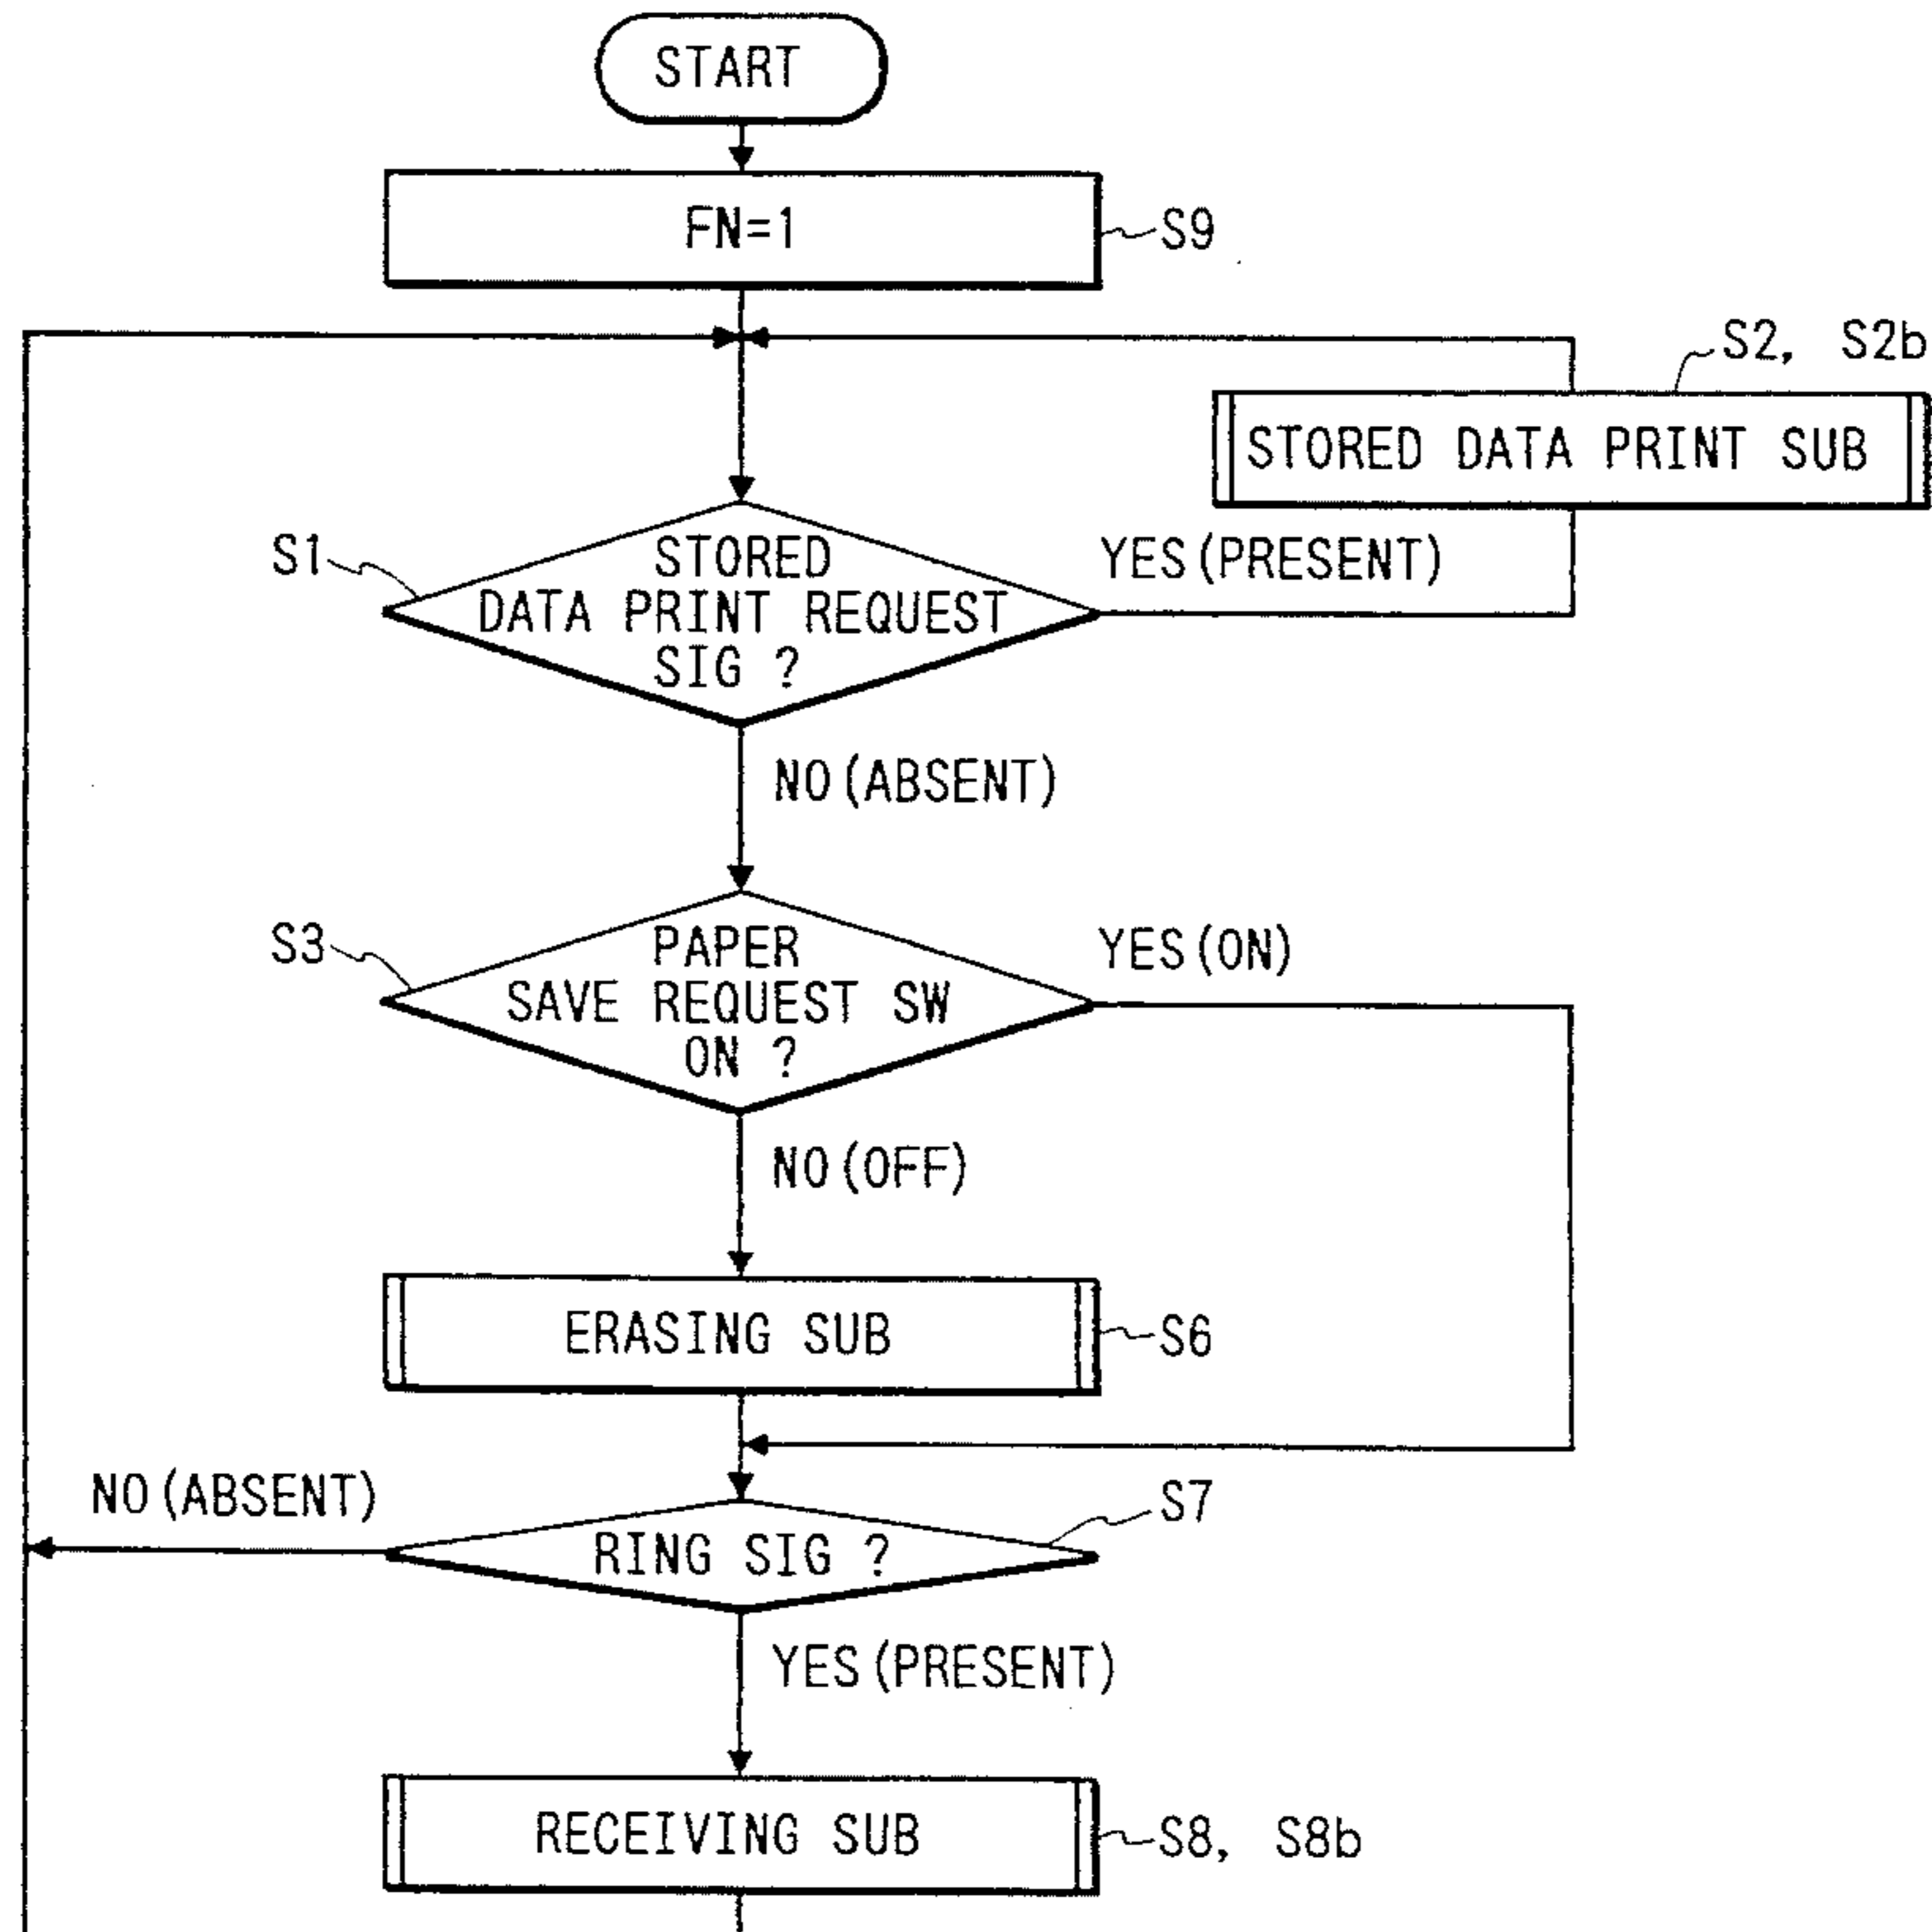 START
FN=1
S9
S2, S2b
STORED DATA PRINT SUB
S1
STORED
DATA PRINT REQUEST
SIG ?
YES(PRESENT)
NO(ABSENT)
S3
PAPER
SAVE REQUEST SW
ON ?
YES(ON)
NO(OFF)
ERASING SUB
S6
NO(ABSENT)
S7
RING SIG ?
YES(PRESENT)
RECEIVING SUB
S8, S8b